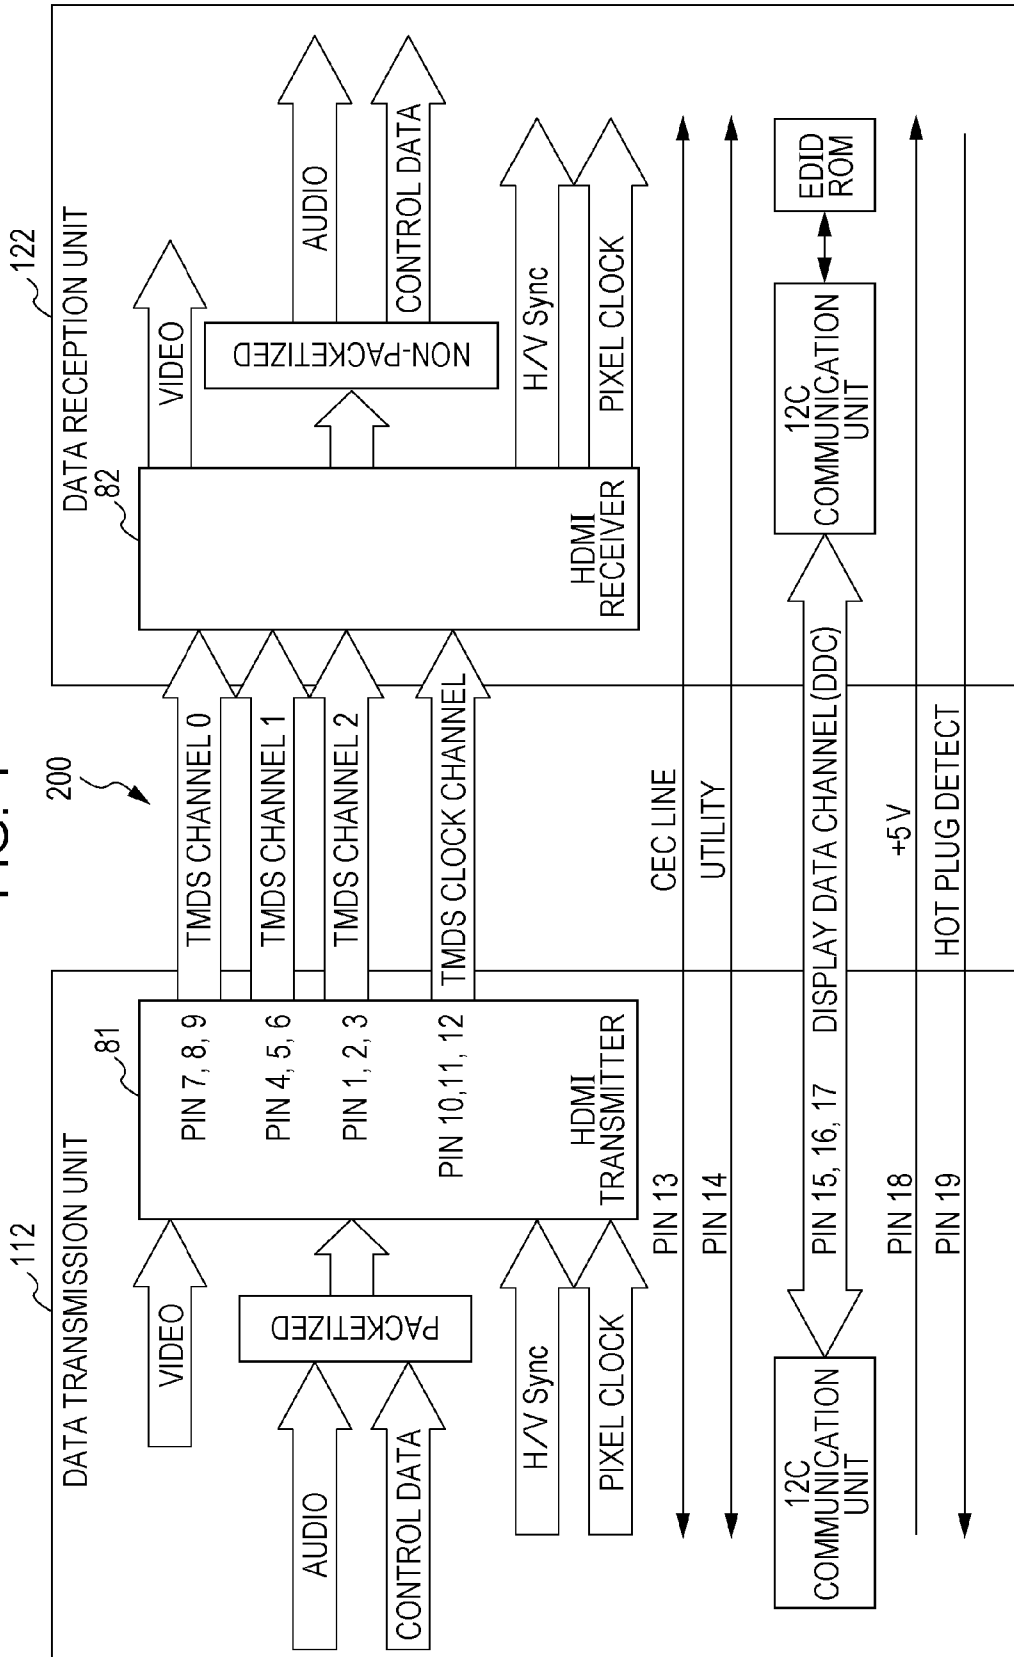 FIG. 4
200
112
DATA TRANSMISSION UNIT
122
DATA RECEPTION UNIT
81
82
VIDEO
PIN 7, 8, 9
TMDS CHANNEL 0
VIDEO
PIN 4, 5, 6
TMDS CHANNEL 1
AUDIO
CONTROL DATA
PACKETIZED
PIN 1, 2, 3
TMDS CHANNEL 2
NON-PACKETIZED
AUDIO
CONTROL DATA
PIN 10,11, 12
TMDS CLOCK CHANNEL
H/V Sync
PIXEL CLOCK
HDMI
TRANSMITTER
HDMI
RECEIVER
H/V Sync
PIXEL CLOCK
PIN 13
CEC LINE
PIN 14
UTILITY
12C
COMMUNICATION
UNIT
PIN 15, 16, 17
DISPLAY DATA CHANNEL(DDC)
12C
COMMUNICATION
UNIT
EDID
ROM
PIN 18
+5 V
PIN 19
HOT PLUG DETECT